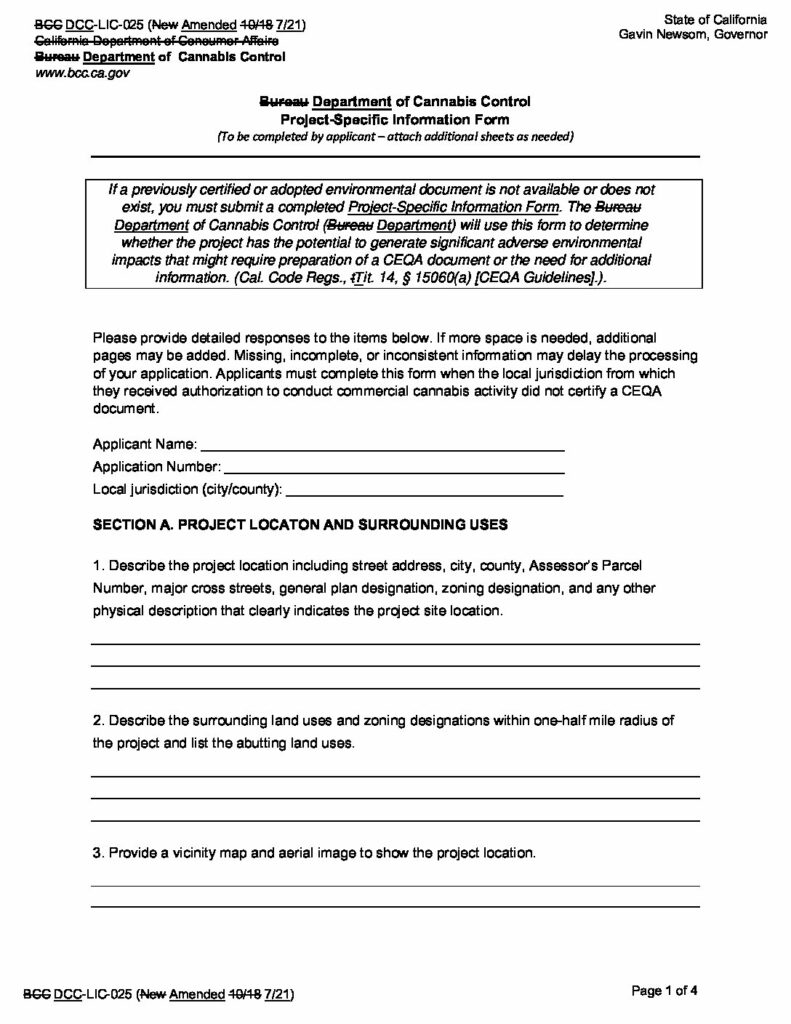 BCC DCC-LIC-025 (New Amended 10/18 7/21)
California Department of Consumer Affairs
Bureau Department of Cannabis Control
www.bcc.ca.gov
State of California
Gavin Newsom, Governor
Bureau Department of Cannabis Control
Project-Specific Information Form
(To be completed by applicant – attach additional sheets as needed)
If a previously certified or adopted environmental document is not available or does not
exist, you must submit a completed Project-Specific Information Form. The Bureau
Department of Cannabis Control (Bureau Department) will use this form to determine
whether the project has the potential to generate significant adverse environmental
impacts that might require preparation of a CEQA document or the need for additional
information. (Cal. Code Regs., tTit. 14, § 15060(a) [CEQA Guidelines].).
Please provide detailed responses to the items below. If more space is needed, additional
pages may be added. Missing, incomplete, or inconsistent information may delay the processing
of your application. Applicants must complete this form when the local jurisdiction from which
they received authorization to conduct commercial cannabis activity did not certify a CEQA
document.
Applicant Name:
Application Number:
Local jurisdiction (city/county):
SECTION A. PROJECT LOCATON AND SURROUNDING USES
1. Describe the project location including street address, city, county, Assessor's Parcel
Number, major cross streets, general plan designation, zoning designation, and any other
physical description that clearly indicates the project site location.
2. Describe the surrounding land uses and zoning designations within one-half mile radius of
the project and list the abutting land uses.
3. Provide a vicinity map and aerial image to show the project location.
BCC DCC-LIC-025 (New Amended 10/18 7/21)
Page 1 of 4